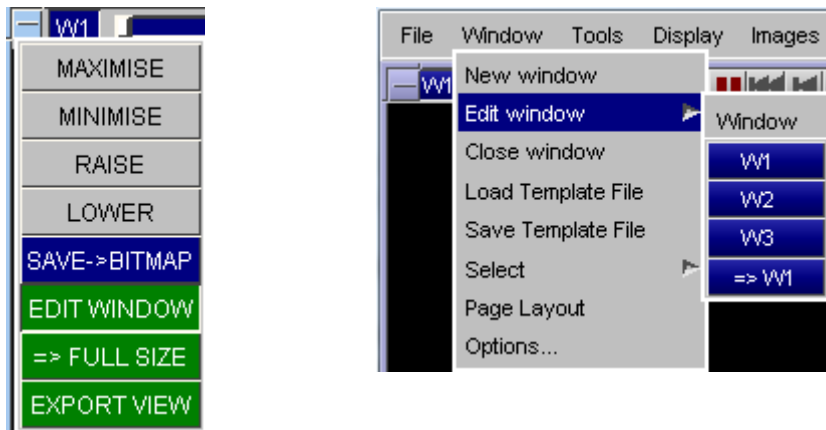 W1
MAXIMISE
MINIMISE
RAISE
LOWER
SAVE->BITMAP
EDIT WINDOW
=> FULL SIZE
EXPORT VIEW
File Window Tools Display Images
W1
New window
Edit window
Close window
Load Template File
Save Template File
Select
Page Layout
Options...
Window
W1
W2
W3
=> W1